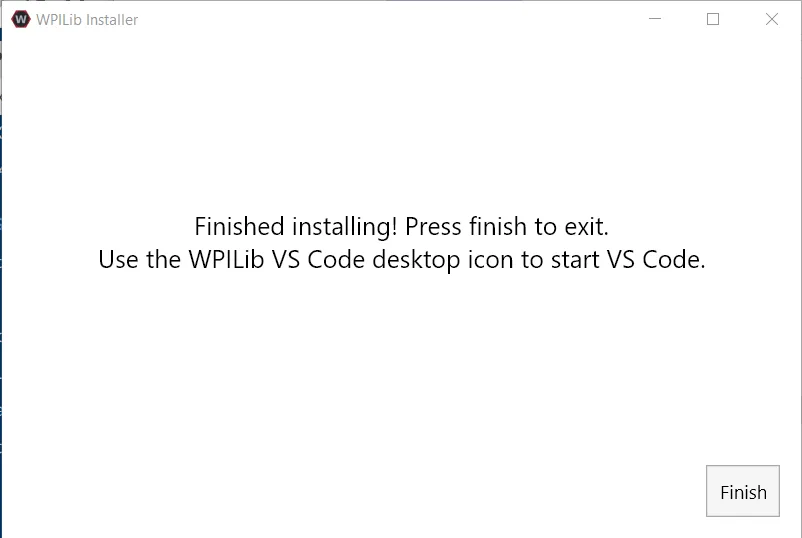 WPILib Installer
Finished installing! Press finish to exit.
Use the WPILib VS Code desktop icon to start VS Code.
Finish